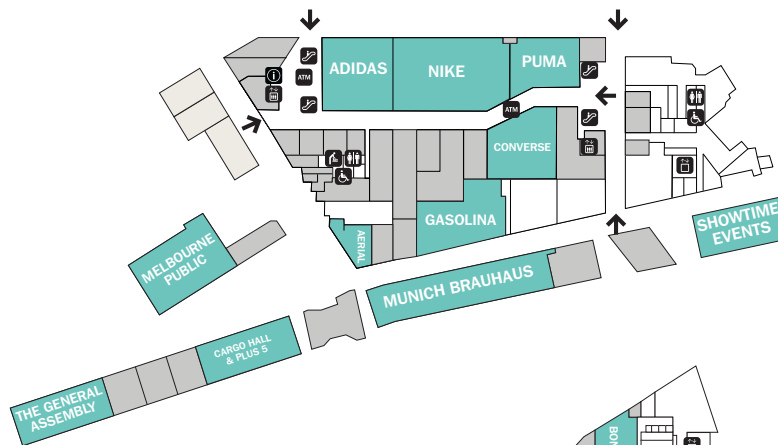 ADIDAS
NIKE
PUMA
ATM
ATM
CONVERSE
GASOLINA
AERIAL
SHOWTIME
EVENTS
MELBOURNE
PUBLIC
MUNICH BRAUHAUS
CARGO HALL
& PLUS 5
THE GENERAL
ASSEMBLY